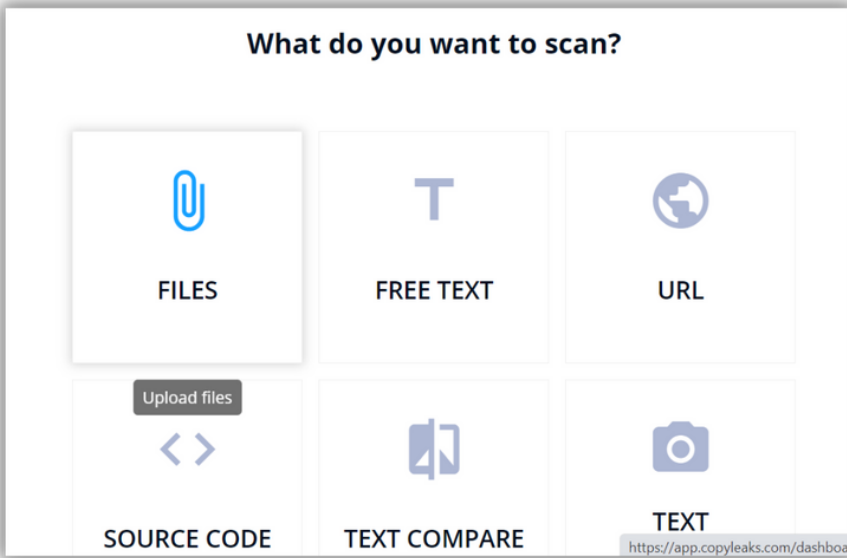 What do you want to scan?
FILES
FREE TEXT
URL
Upload files
SOURCE CODE
TEXT COMPARE
TEXT
https://app.copyleaks.com/dashboa